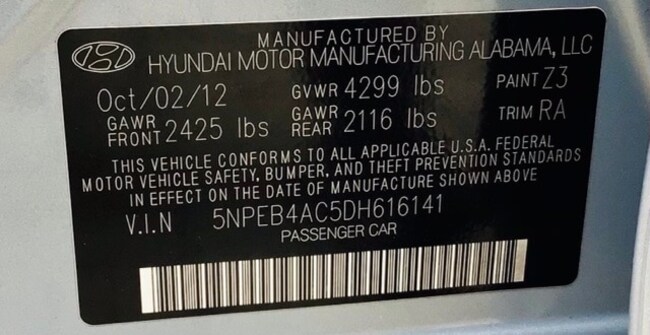 MANUFACTURED BY
HYUNDAI MOTOR MANUFACTURING ALABAMA, LLC
Oct/02/12 GVWR 4299 lbs PAINT Z3
GAWR FRONT 2425 lbs GAWR REAR 2116 lbs TRIM RA
THIS VEHICLE CONFORMS TO ALL APPLICABLE U.S.A. FEDERAL
MOTOR VEHICLE SAFETY, BUMPER, AND THEFT PREVENTION STANDARDS
IN EFFECT ON THE DATE OF MANUFACTURE SHOWN ABOVE
V.I.N 5NPEB4AC5DH616141
PASSENGER CAR